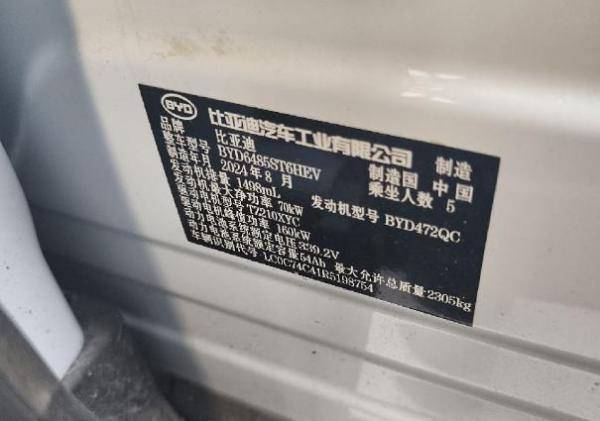 BYD 比亚迪汽车工业有限公司 制造
品牌 比亚迪 制造国 中国
整车型号 BYD6485ST6HEV 乘坐人数 5
制造年月 2024年8月
发动机排量 1498mL 发动机型号 BYD472QC
发动机最大净功率 70kW
驱动电机型号 TZ210XYC
驱动电机峰值功率 160kW
动力电池系统额定电压 339.2V
动力电池系统额定容量 54Ah 最大允许总质量 2305kg
车辆识别代号 LC0C74C41R5198754